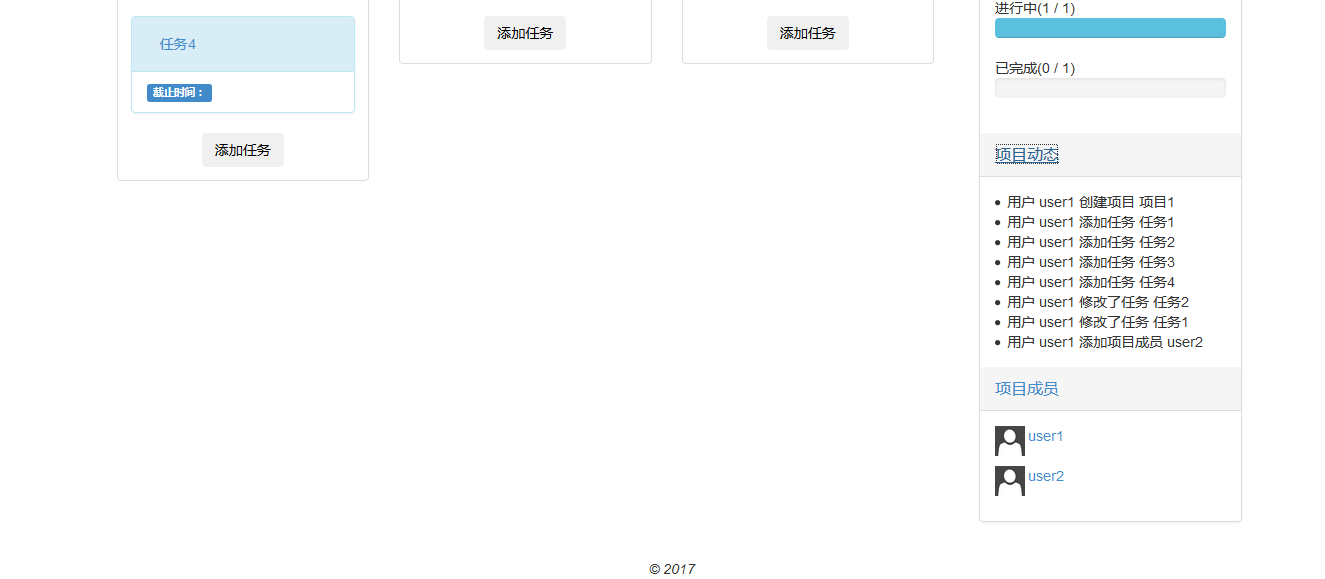 任务4
截止时间：
添加任务
添加任务
添加任务
进行中(1 / 1)
已完成(0 / 1)
项目动态
用户 user1 创建项目 项目1
用户 user1 添加任务 任务1
用户 user1 添加任务 任务2
用户 user1 添加任务 任务3
用户 user1 添加任务 任务4
用户 user1 修改了任务 任务2
用户 user1 修改了任务 任务1
用户 user1 添加项目成员 user2
项目成员
user1
user2
© 2017